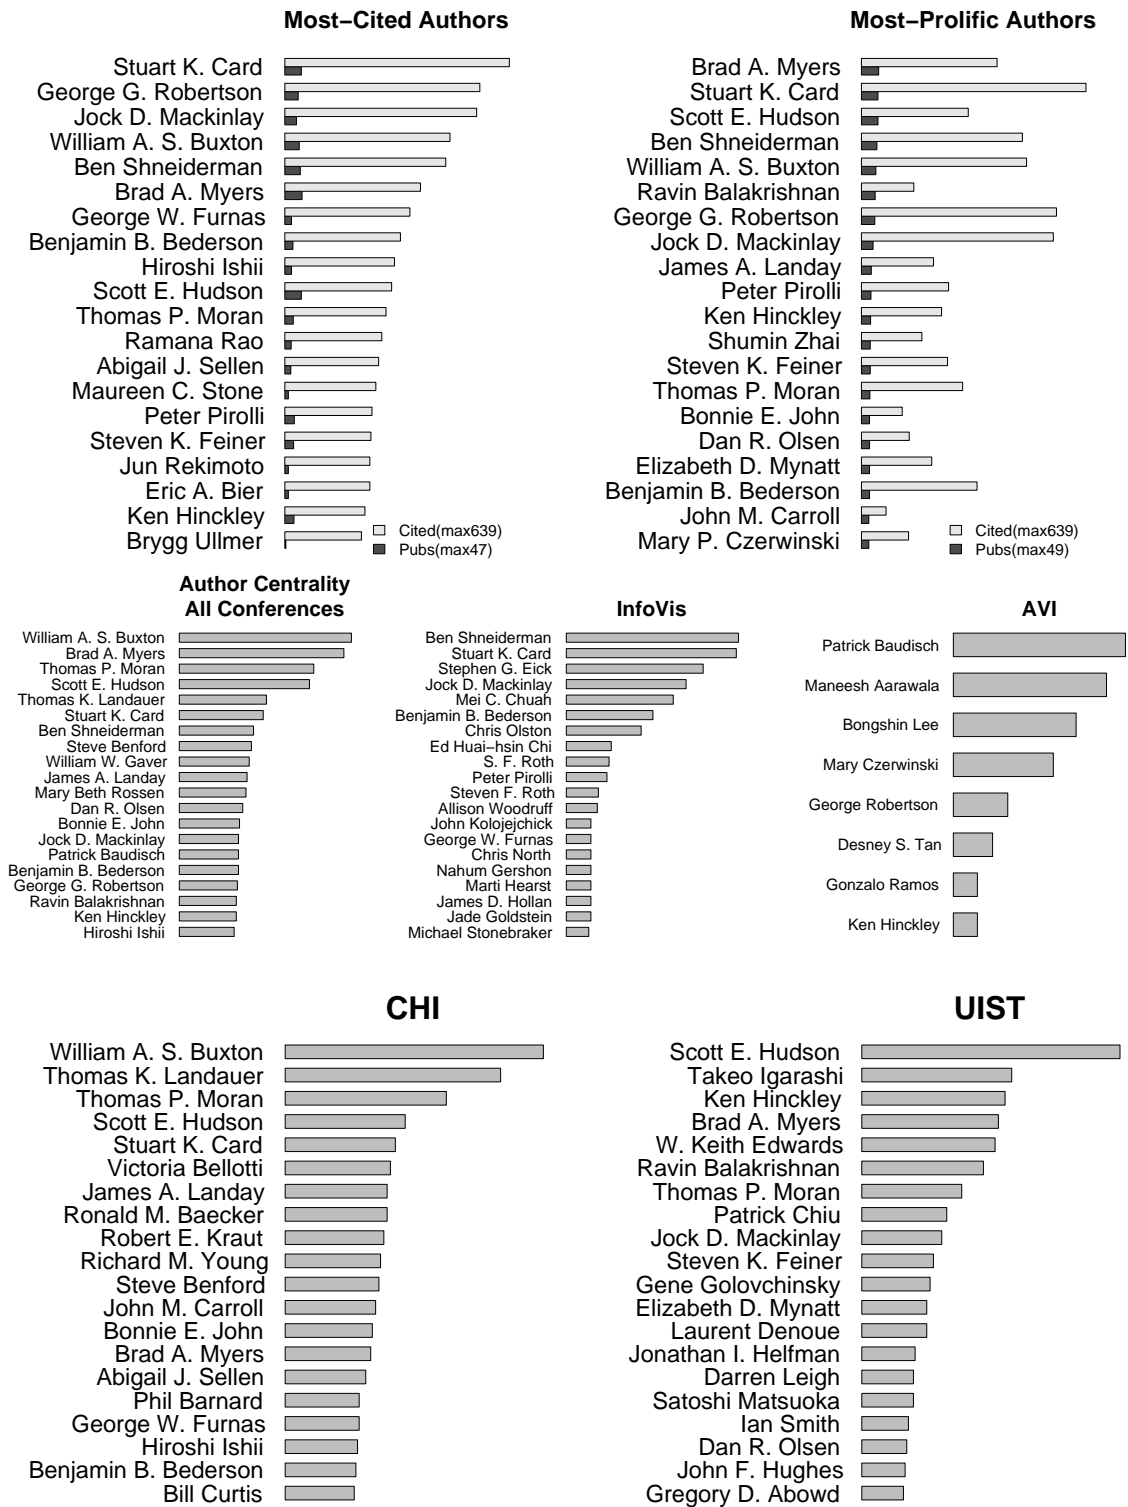 Most–Cited Authors
Stuart K. Card
George G. Robertson
Jock D. Mackinlay
William A. S. Buxton
Ben Shneiderman
Brad A. Myers
George W. Furnas
Benjamin B. Bederson
Hiroshi Ishii
Scott E. Hudson
Thomas P. Moran
Ramana Rao
Abigail J. Sellen
Maureen C. Stone
Peter Pirolli
Steven K. Feiner
Jun Rekimoto
Eric A. Bier
Ken Hinckley
Brygg Ullmer
Cited(max639)
Pubs(max47)
Most–Prolific Authors
Brad A. Myers
Stuart K. Card
Scott E. Hudson
Ben Shneiderman
William A. S. Buxton
Ravin Balakrishnan
George G. Robertson
Jock D. Mackinlay
James A. Landay
Peter Pirolli
Ken Hinckley
Shumin Zhai
Steven K. Feiner
Thomas P. Moran
Bonnie E. John
Dan R. Olsen
Elizabeth D. Mynatt
Benjamin B. Bederson
John M. Carroll
Mary P. Czerwinski
Cited(max639)
Pubs(max49)
Author Centrality
All Conferences
William A. S. Buxton
Brad A. Myers
Thomas P. Moran
Scott E. Hudson
Thomas K. Landauer
Stuart K. Card
Ben Shneiderman
Steve Benford
William W. Gaver
James A. Landay
Mary Beth Rossen
Dan R. Olsen
Bonnie E. John
Jock D. Mackinlay
Patrick Baudisch
Benjamin B. Bederson
George G. Robertson
Ravin Balakrishnan
Ken Hinckley
Hiroshi Ishii
InfoVis
Ben Shneiderman
Stuart K. Card
Stephen G. Eick
Jock D. Mackinlay
Mei C. Chuah
Benjamin B. Bederson
Chris Olston
Ed Huai–hsin Chi
S. F. Roth
Peter Pirolli
Steven F. Roth
Allison Woodruff
John Kolojejchick
George W. Furnas
Chris North
Nahum Gershon
Marti Hearst
James D. Hollan
Jade Goldstein
Michael Stonebraker
AVI
Patrick Baudisch
Maneesh Aarawala
Bongshin Lee
Mary Czerwinski
George Robertson
Desney S. Tan
Gonzalo Ramos
Ken Hinckley
CHI
William A. S. Buxton
Thomas K. Landauer
Thomas P. Moran
Scott E. Hudson
Stuart K. Card
Victoria Bellotti
James A. Landay
Ronald M. Baecker
Robert E. Kraut
Richard M. Young
Steve Benford
John M. Carroll
Bonnie E. John
Brad A. Myers
Abigail J. Sellen
Phil Barnard
George W. Furnas
Hiroshi Ishii
Benjamin B. Bederson
Bill Curtis
UIST
Scott E. Hudson
Takeo Igarashi
Ken Hinckley
Brad A. Myers
W. Keith Edwards
Ravin Balakrishnan
Thomas P. Moran
Patrick Chiu
Jock D. Mackinlay
Steven K. Feiner
Gene Golovchinsky
Elizabeth D. Mynatt
Laurent Denoue
Jonathan I. Helfman
Darren Leigh
Satoshi Matsuoka
Ian Smith
Dan R. Olsen
John F. Hughes
Gregory D. Abowd